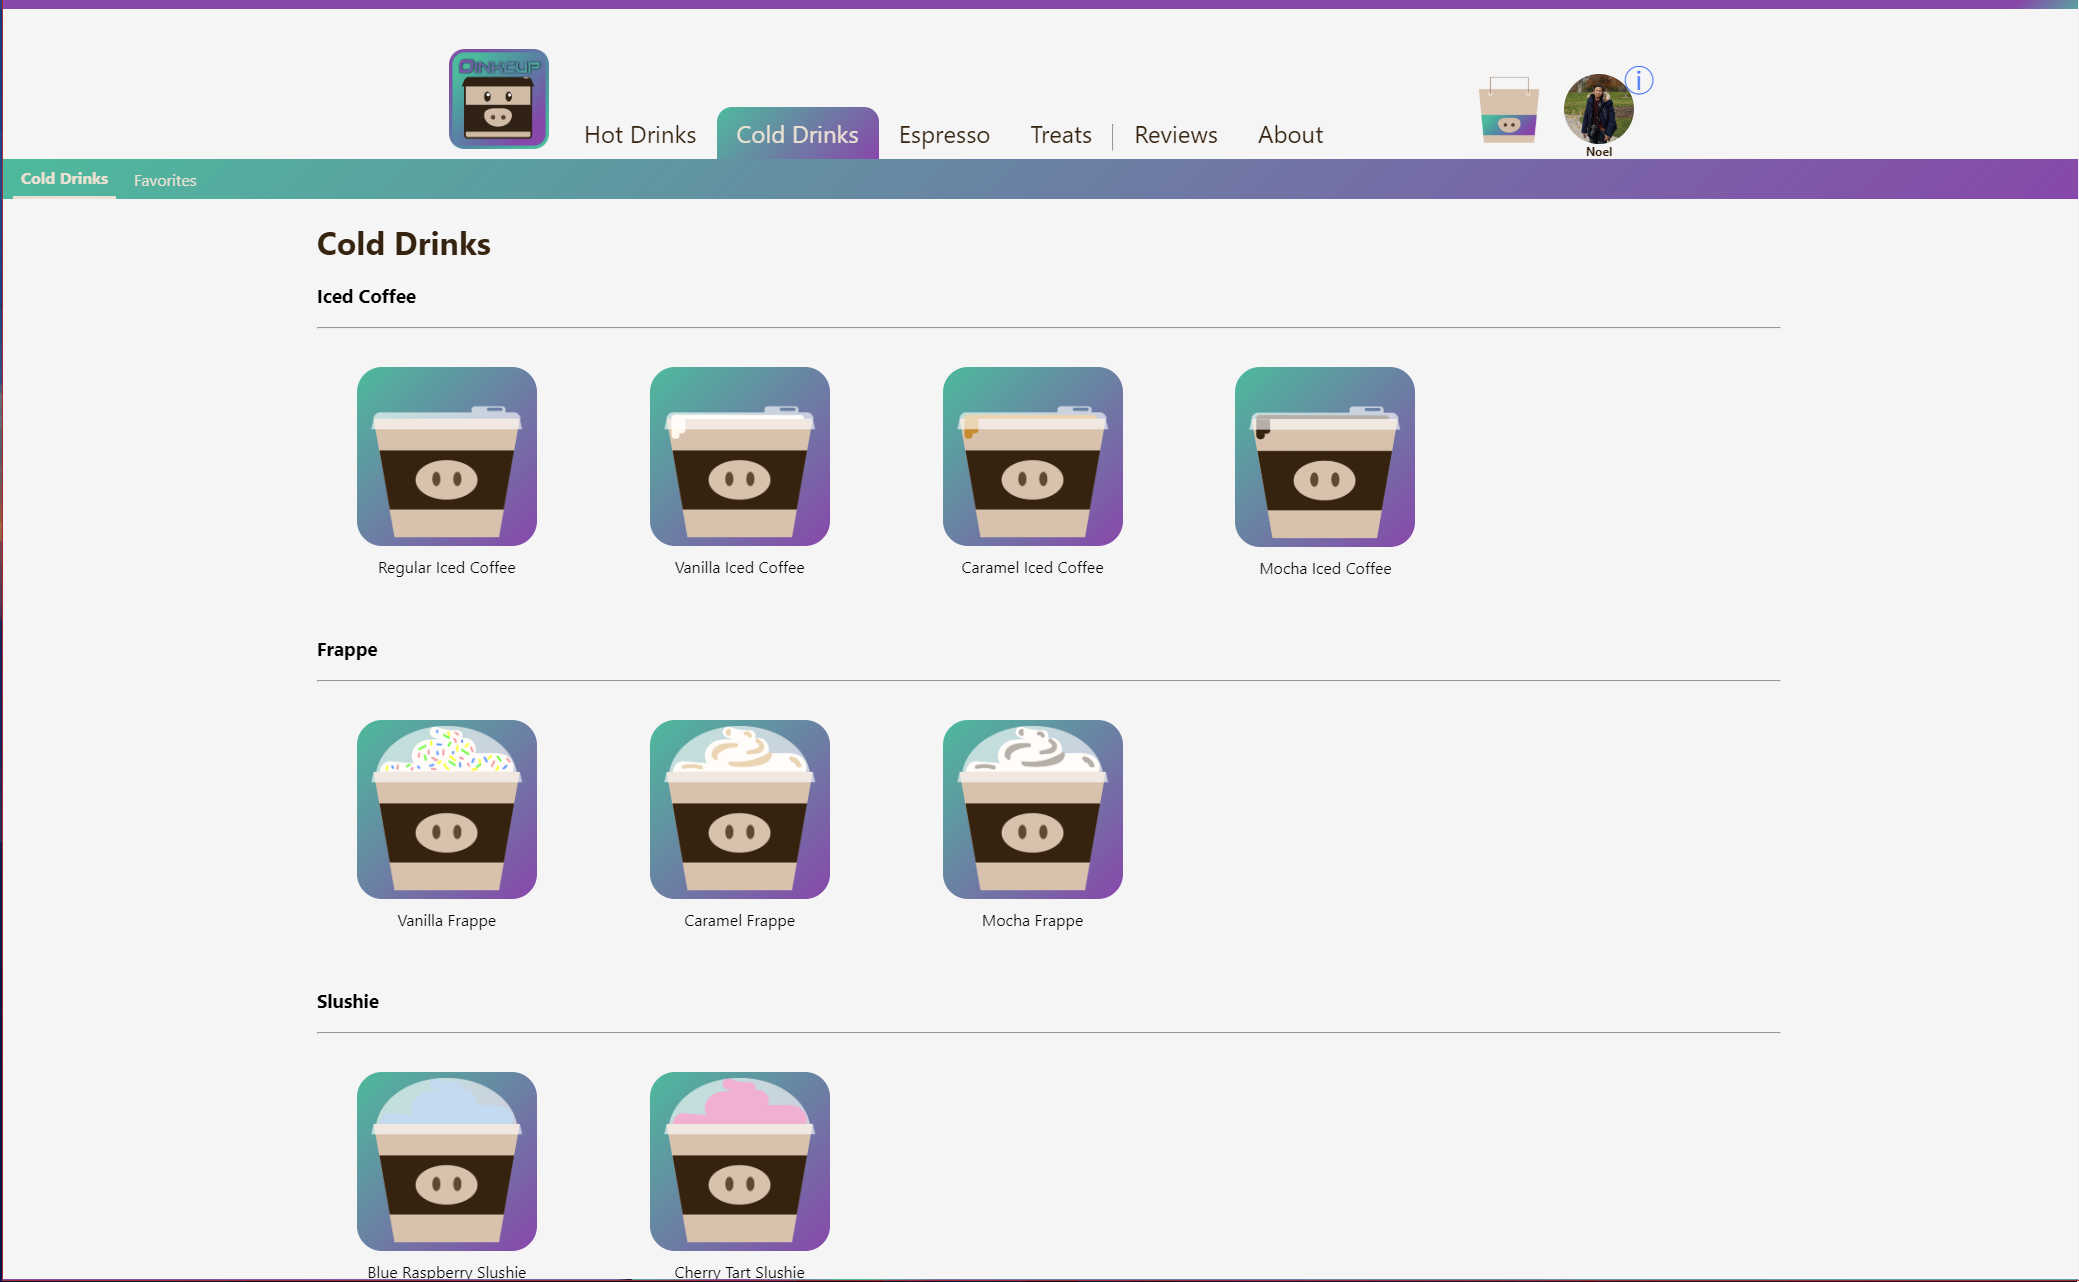 OINKCUP
Hot Drinks Cold Drinks Espresso Treats Reviews About
Noel
Cold Drinks Favorites
Cold Drinks
Iced Coffee
Regular Iced Coffee Vanilla Iced Coffee Caramel Iced Coffee Mocha Iced Coffee
Frappe
Vanilla Frappe Caramel Frappe Mocha Frappe
Slushie
Blue Raspberry Slushie Cherry Tart Slushie